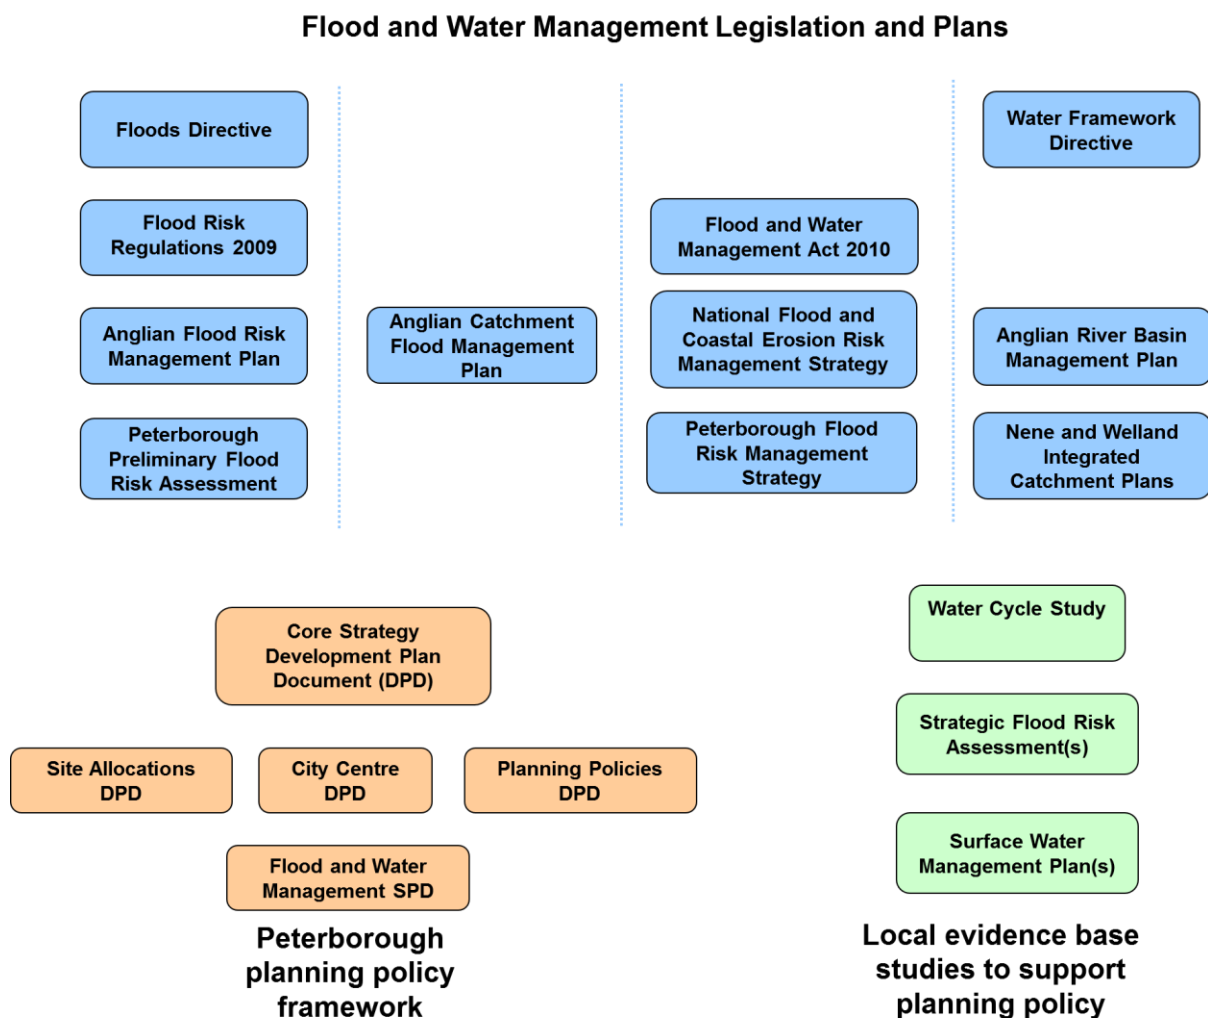 Flood and Water Management Legislation and Plans
Floods Directive
Water Framework
Directive
Flood Risk
Regulations 2009
Flood and Water
Management Act 2010
Anglian Flood Risk
Management Plan
Anglian Catchment
Flood Management
Plan
National Flood and
Coastal Erosion Risk
Management Strategy
Anglian River Basin
Management Plan
Peterborough
Preliminary Flood
Risk Assessment
Peterborough Flood
Risk Management
Strategy
Nene and Welland
Integrated
Catchment Plans
Core Strategy
Development Plan
Document (DPD)
Site Allocations
DPD
City Centre
DPD
Planning Policies
DPD
Flood and Water
Management SPD
Peterborough
planning policy
framework
Water Cycle Study
Strategic Flood Risk
Assessment(s)
Surface Water
Management Plan(s)
Local evidence base
studies to support
planning policy